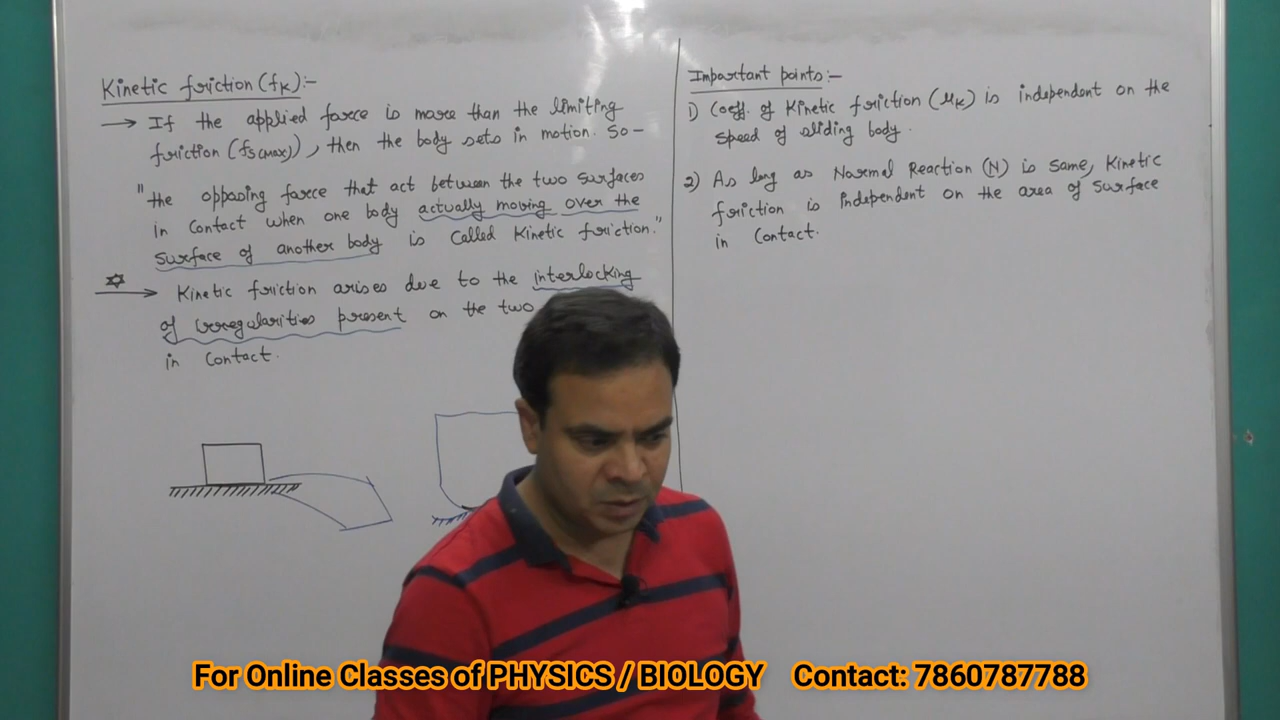 Kinetic friction (fK):-
→ If the applied force is more than the limiting
friction (fs(max)), then the body sets in motion. So-
"the opposing force that act between the two surfaces
in contact when one body actually moving over the
surface of another body is called Kinetic friction."
→ Kinetic friction arises due to the interlocking
of irregularities present on the two
in contact.
Important points:-
1) Coeff. of Kinetic friction (μK) is independent on the
speed of sliding body.
2) As long as Normal Reaction (N) is same, Kinetic
friction is independent on the area of surface
in contact.
For Online Classes of PHYSICS / BIOLOGY Contact: 7860787788